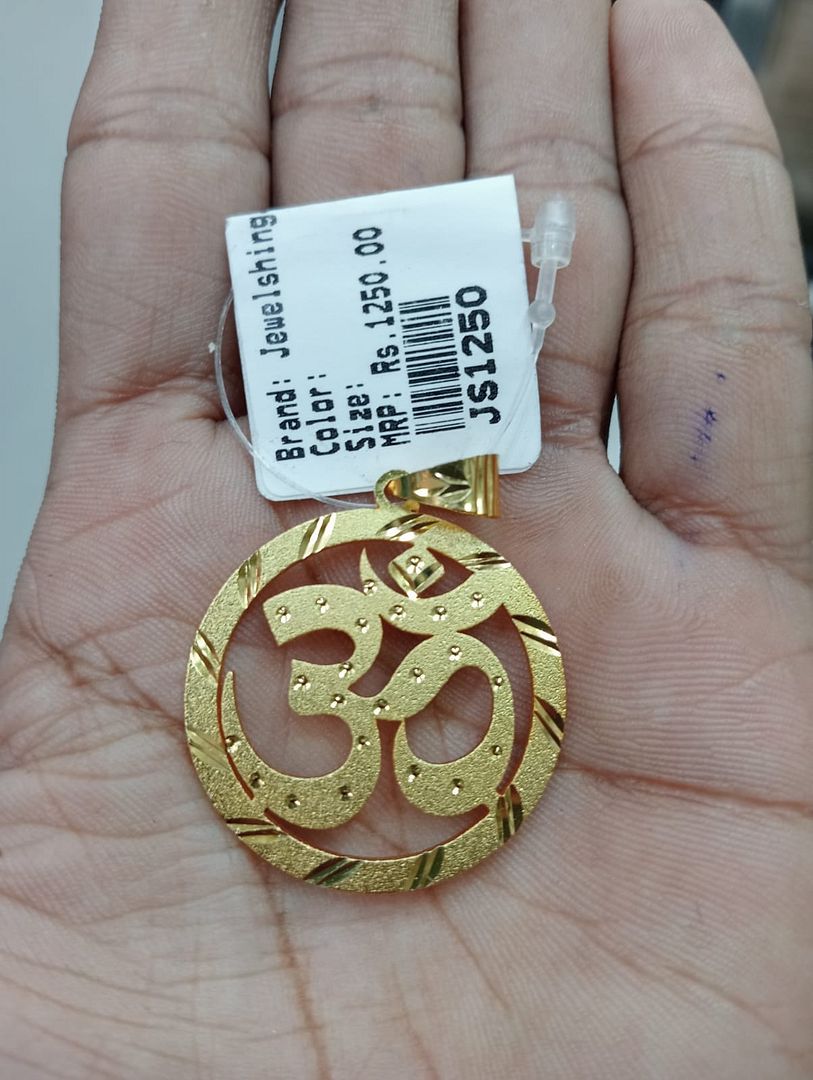 Brand: Jewelshing
Color:
Size:
MRP: Rs.1250.00
JS1250
ॐ